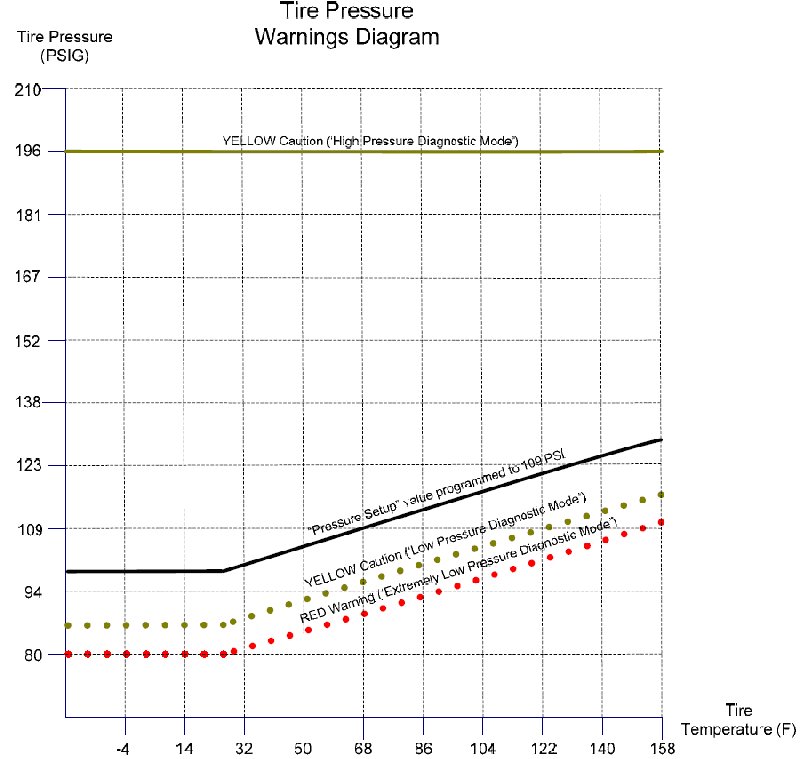 Tire Pressure
Warnings Diagram
Tire Pressure
(PSIG)
210
YELLOW Caution ("High Pressure Diagnostic Mode")
196
181
167
152
138
123
"Pressure Setup" value programmed to 109 PSI
109
YELLOW Caution ("Low Pressure Diagnostic Mode")
94
RED Warning ("Extremely Low Pressure Diagnostic Mode")
80
Tire
Temperature (F)
-4 14 32 50 68 86 104 122 140 158